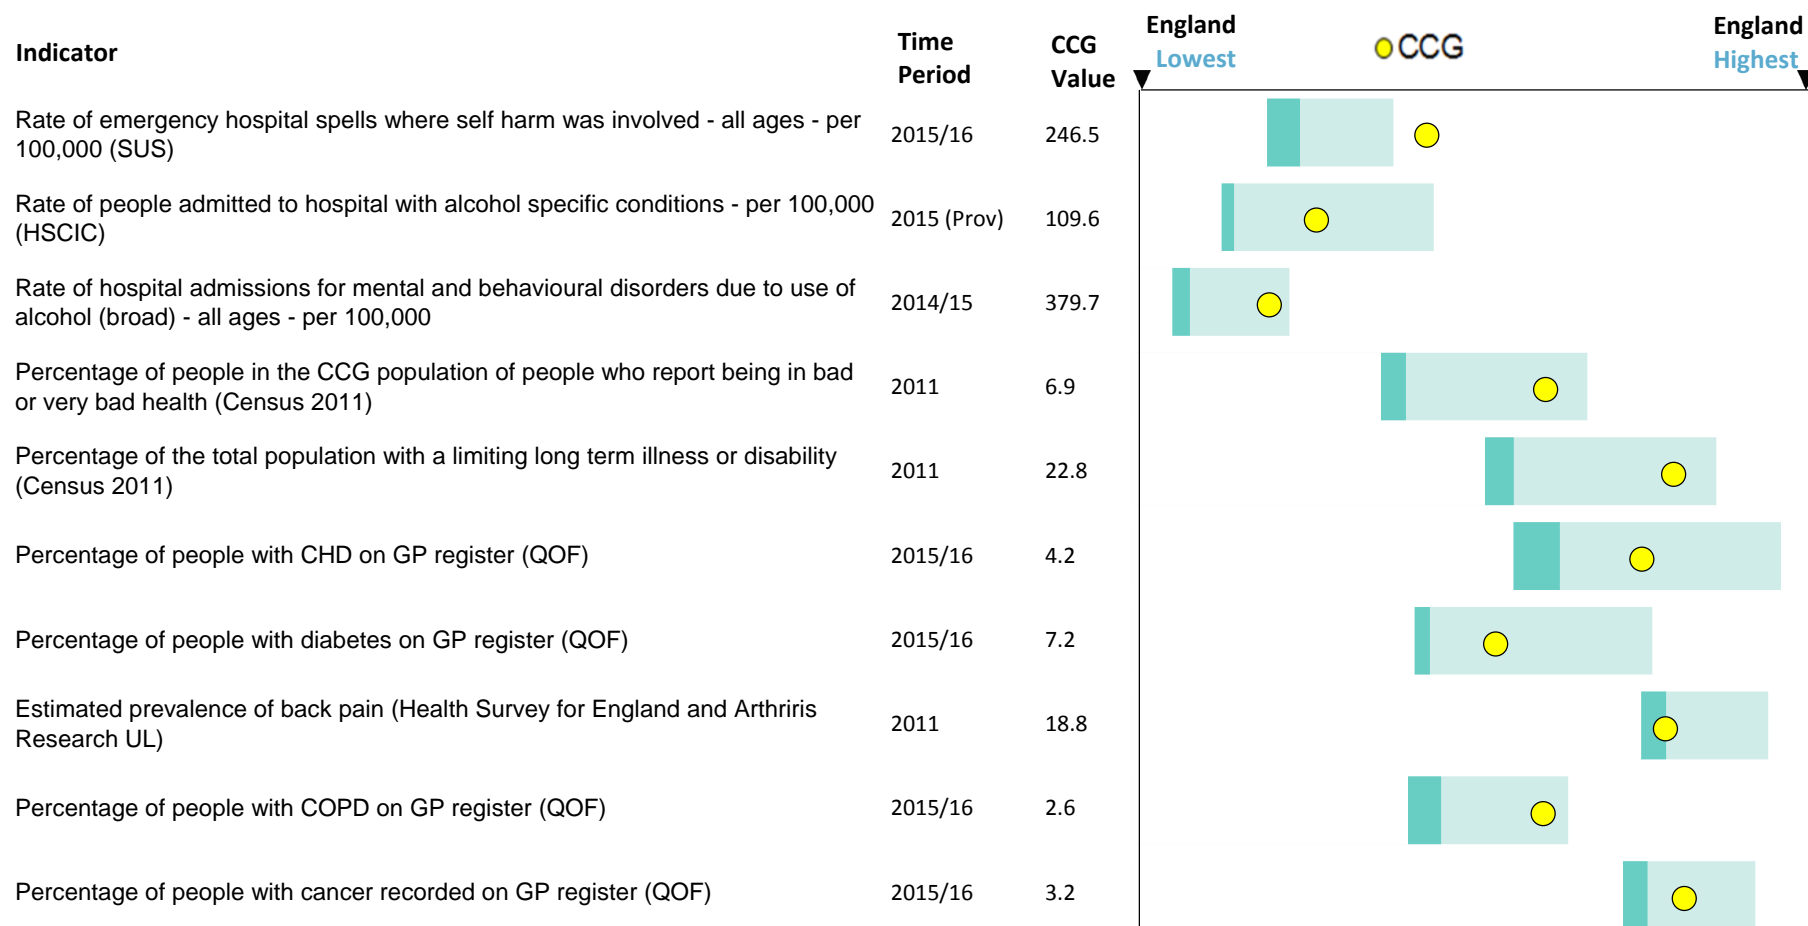 Indicator
Time
Period
CCG
Value
England
Lowest
CCG
England
Highest
Rate of emergency hospital spells where self harm was involved - all ages - per
100,000 (SUS)
2015/16
246.5
Rate of people admitted to hospital with alcohol specific conditions - per 100,000
(HSCIC)
2015 (Prov)
109.6
Rate of hospital admissions for mental and behavioural disorders due to use of
alcohol (broad) - all ages - per 100,000
2014/15
379.7
Percentage of people in the CCG population of people who report being in bad
or very bad health (Census 2011)
2011
6.9
Percentage of the total population with a limiting long term illness or disability
(Census 2011)
2011
22.8
Percentage of people with CHD on GP register (QOF)
2015/16
4.2
Percentage of people with diabetes on GP register (QOF)
2015/16
7.2
Estimated prevalence of back pain (Health Survey for England and Arthriris
Research UL)
2011
18.8
Percentage of people with COPD on GP register (QOF)
2015/16
2.6
Percentage of people with cancer recorded on GP register (QOF)
2015/16
3.2